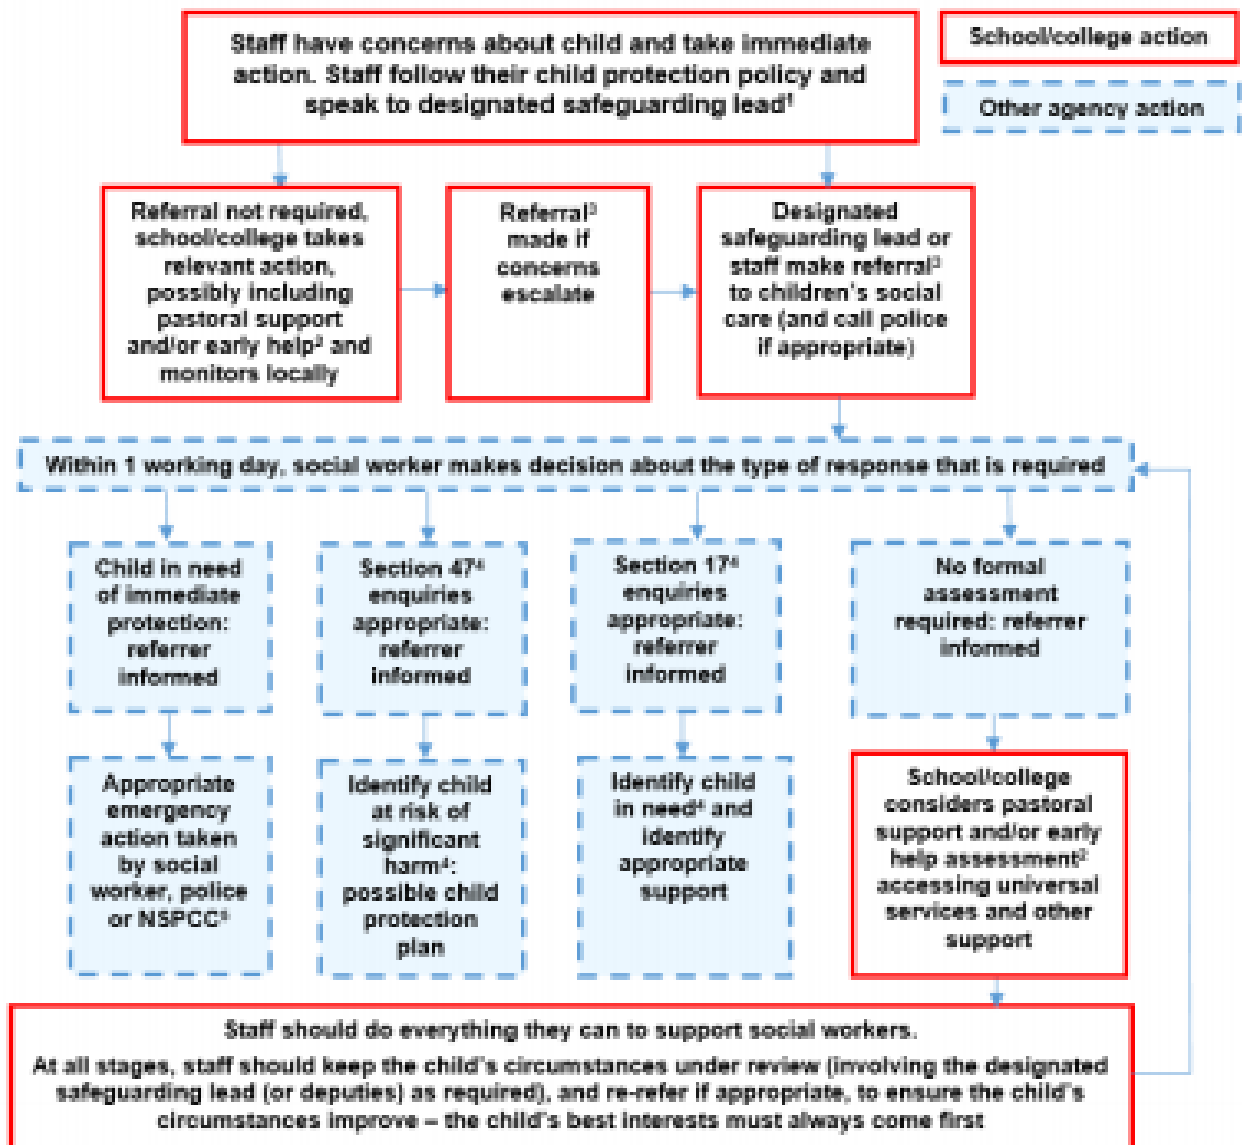 Staff have concerns about child and take immediate
action. Staff follow their child protection policy and
speak to designated safeguarding lead¹
School/college action
Other agency action
Referral not required,
school/college takes
relevant action,
possibly including
pastoral support
and/or early help² and
monitors locally
Referral³
made if
concerns
escalate
Designated
safeguarding lead or
staff make referral³
to children's social
care (and call police
if appropriate)
Within 1 working day, social worker makes decision about the type of response that is required
Child in need
of immediate
protection:
referrer
informed
Section 47⁴
enquiries
appropriate:
referrer
informed
Section 17⁴
enquiries
appropriate:
referrer
informed
No formal
assessment
required: referrer
informed
Appropriate
emergency
action taken
by social
worker, police
or NSPCC⁵
Identify child
at risk of
significant
harm⁴:
possible child
protection
plan
Identify child
in need⁴ and
identify
appropriate
support
School/college
considers pastoral
support and/or early
help assessment²
accessing universal
services and other
support
Staff should do everything they can to support social workers.
At all stages, staff should keep the child's circumstances under review (involving the designated
safeguarding lead (or deputies) as required), and re-refer if appropriate, to ensure the child's
circumstances improve – the child's best interests must always come first